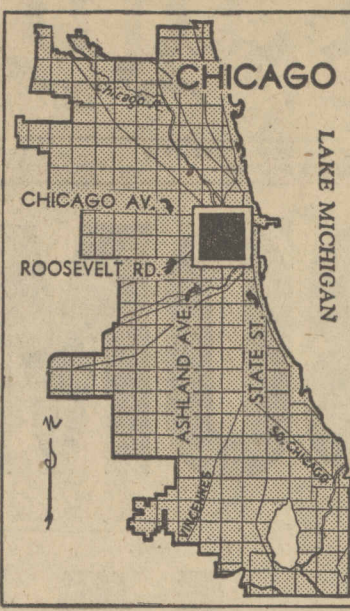 CHICAGO
Chicago R.
LAKE MICHIGAN
CHICAGO AV.
ROOSEVELT RD.
ASHLAND AVE.
STATE ST.
SO. CHICAGO
VINCENNES
N